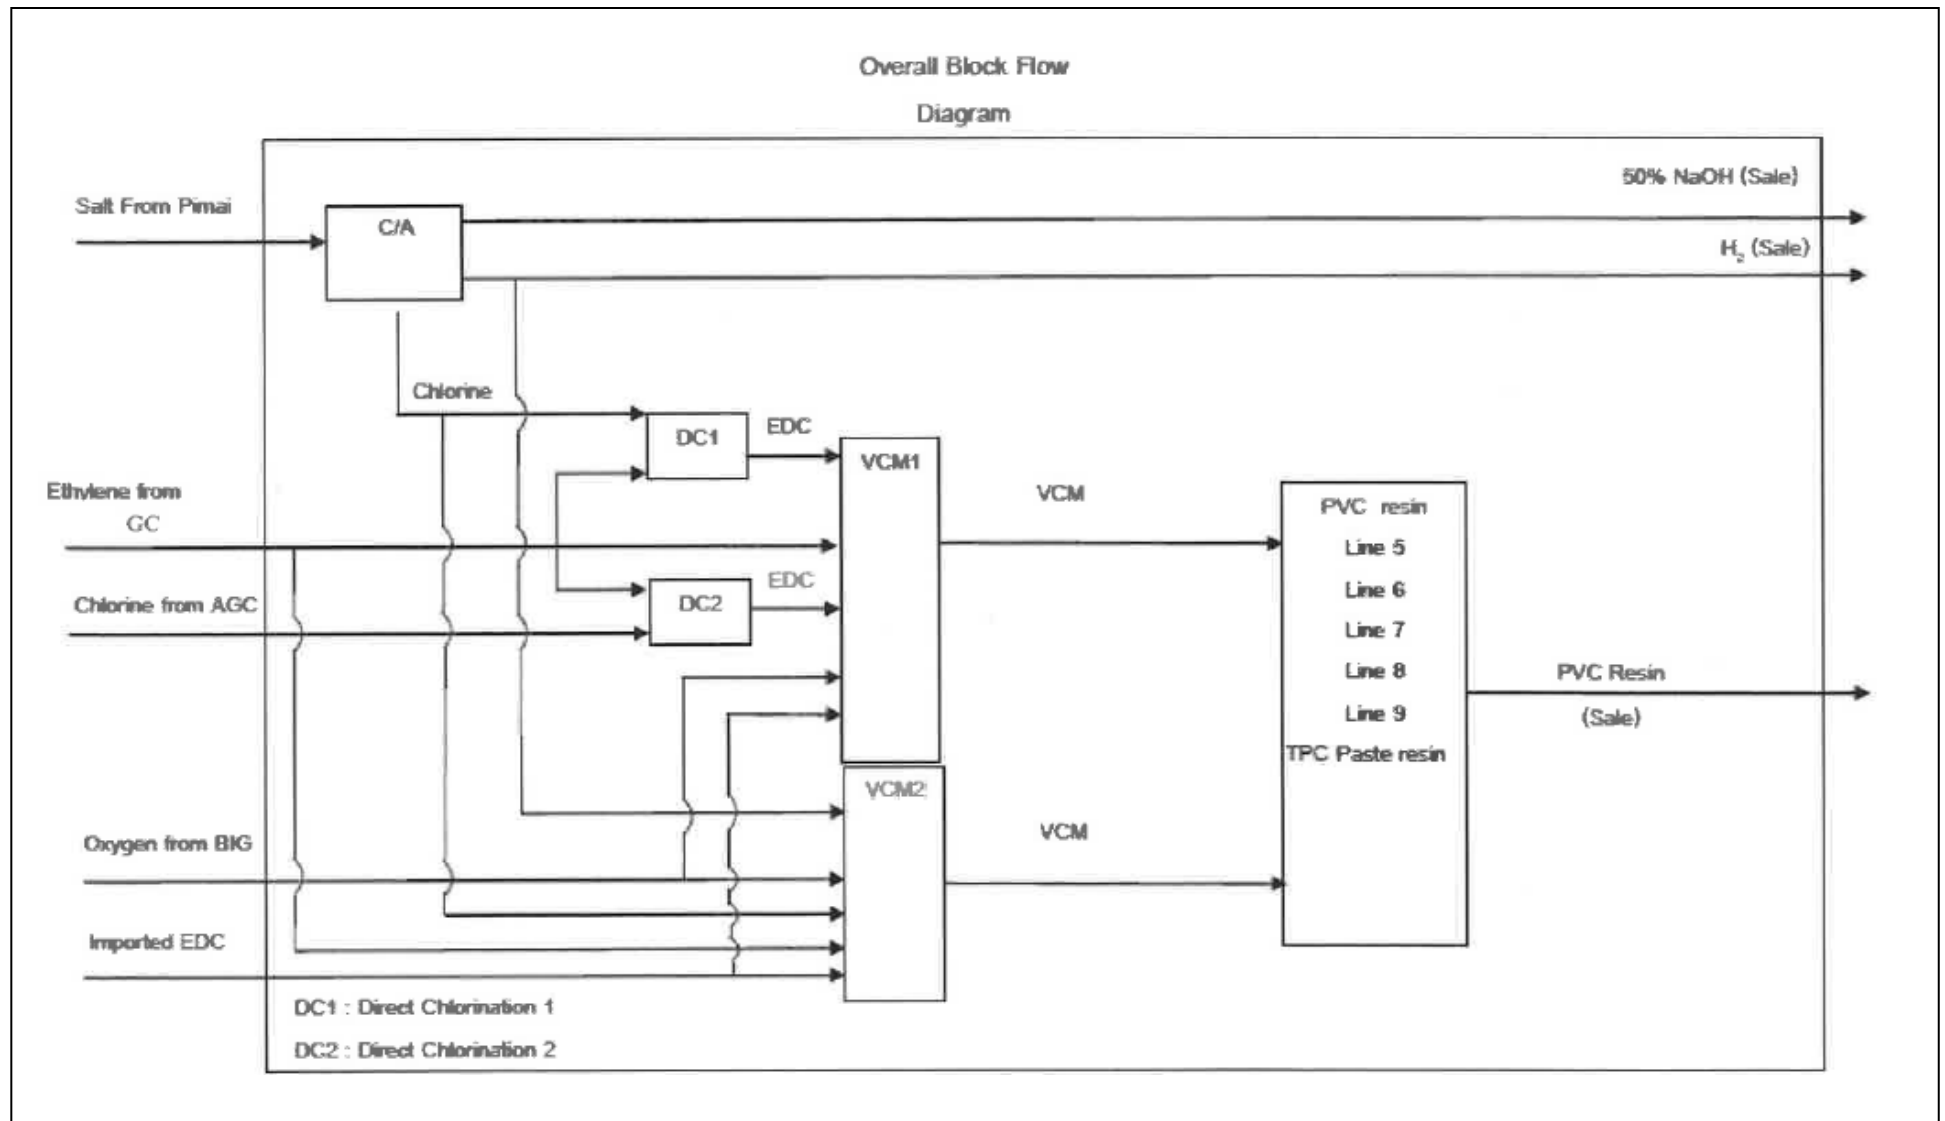 Overall Block Flow
Diagram
50% NaOH (Sale)
Salt From Pimai
C/A
H2 (Sale)
Chlorine
DC1
EDC
VCM1
Ethylene from
GC
VCM
PVC resin
Line 5
EDC
Line 6
Chlorine from AGC
DC2
Line 7
Line 8
PVC Resin
Line 9
(Sale)
TPC Paste resin
VCM2
Oxygen from BIG
VCM
Imported EDC
DC1 : Direct Chlorination 1
DC2 : Direct Chlorination 2